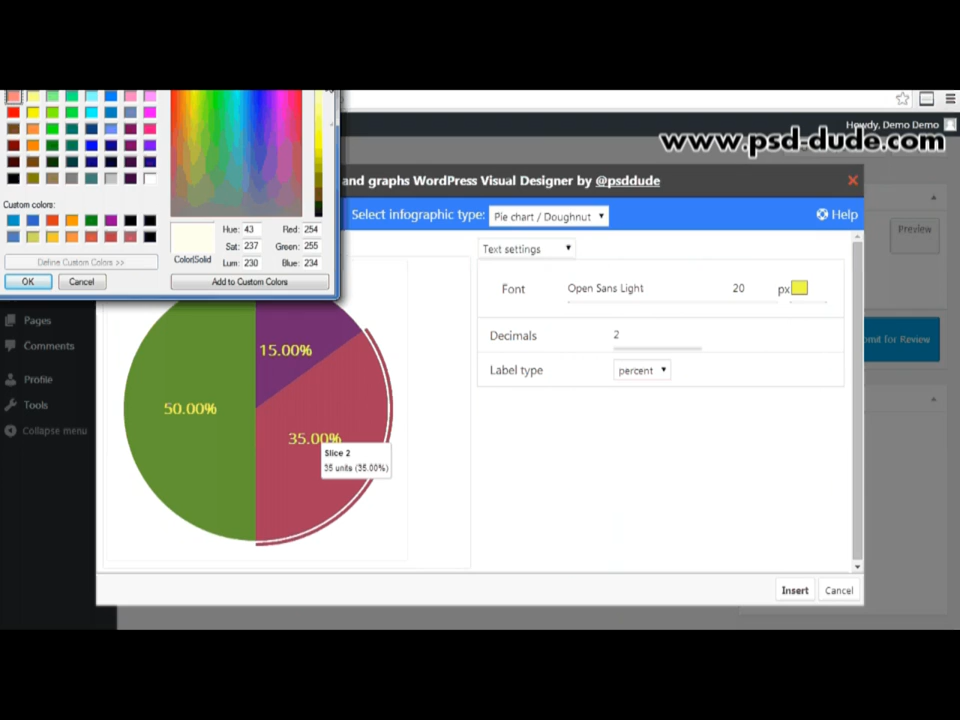 Howdy, Demo Demo
www.psd-dude.com
and graphs WordPress Visual Designer by @psddude
Select infographic type: Pie chart / Doughnut
Help
Custom colors:
Define Custom Colors >>
OK
Cancel
Color|Solid
Hue: 43
Sat: 237
Lum: 230
Red: 254
Green: 255
Blue: 234
Add to Custom Colors
Text settings
Preview
Font Open Sans Light 20 px
Decimals 2
Label type percent
Pages
Comments
Profile
Tools
Collapse menu
15.00%
50.00%
35.00%
Slice 2
35 units (35.00%)
for Review
Insert
Cancel